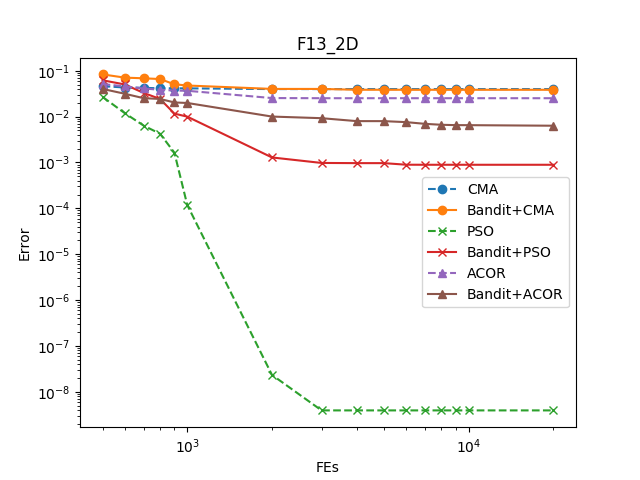 F13_2D
Error
10⁻¹
10⁻²
10⁻³
10⁻⁴
10⁻⁵
10⁻⁶
10⁻⁷
10⁻⁸
CMA
Bandit+CMA
PSO
Bandit+PSO
ACOR
Bandit+ACOR
10³
10⁴
FEs